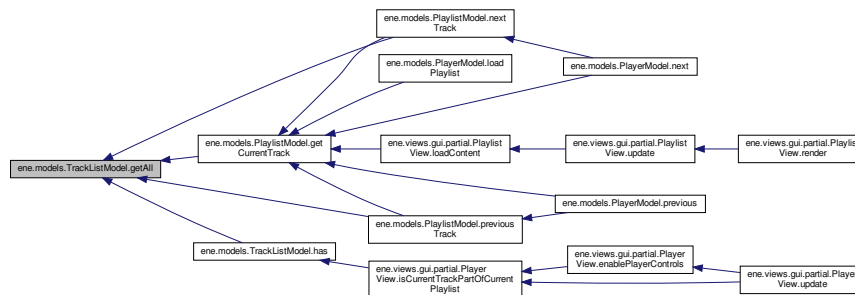 ene.models.PlaylistModel.next
Track
ene.models.PlayerModel.load
Playlist
ene.models.PlayerModel.next
ene.models.PlaylistModel.get
CurrentTrack
ene.views.gui.partial.Playlist
View.loadContent
ene.views.gui.partial.Playlist
View.update
ene.views.gui.partial.Playlist
View.render
ene.models.TrackListModel.getAll
ene.models.PlayerModel.previous
ene.models.PlaylistModel.previous
Track
ene.models.TrackListModel.has
ene.views.gui.partial.Player
View.enablePlayerControls
ene.views.gui.partial.Player
View.isCurrentTrackPartOfCurrent
Playlist
ene.views.gui.partial.Player
View.update